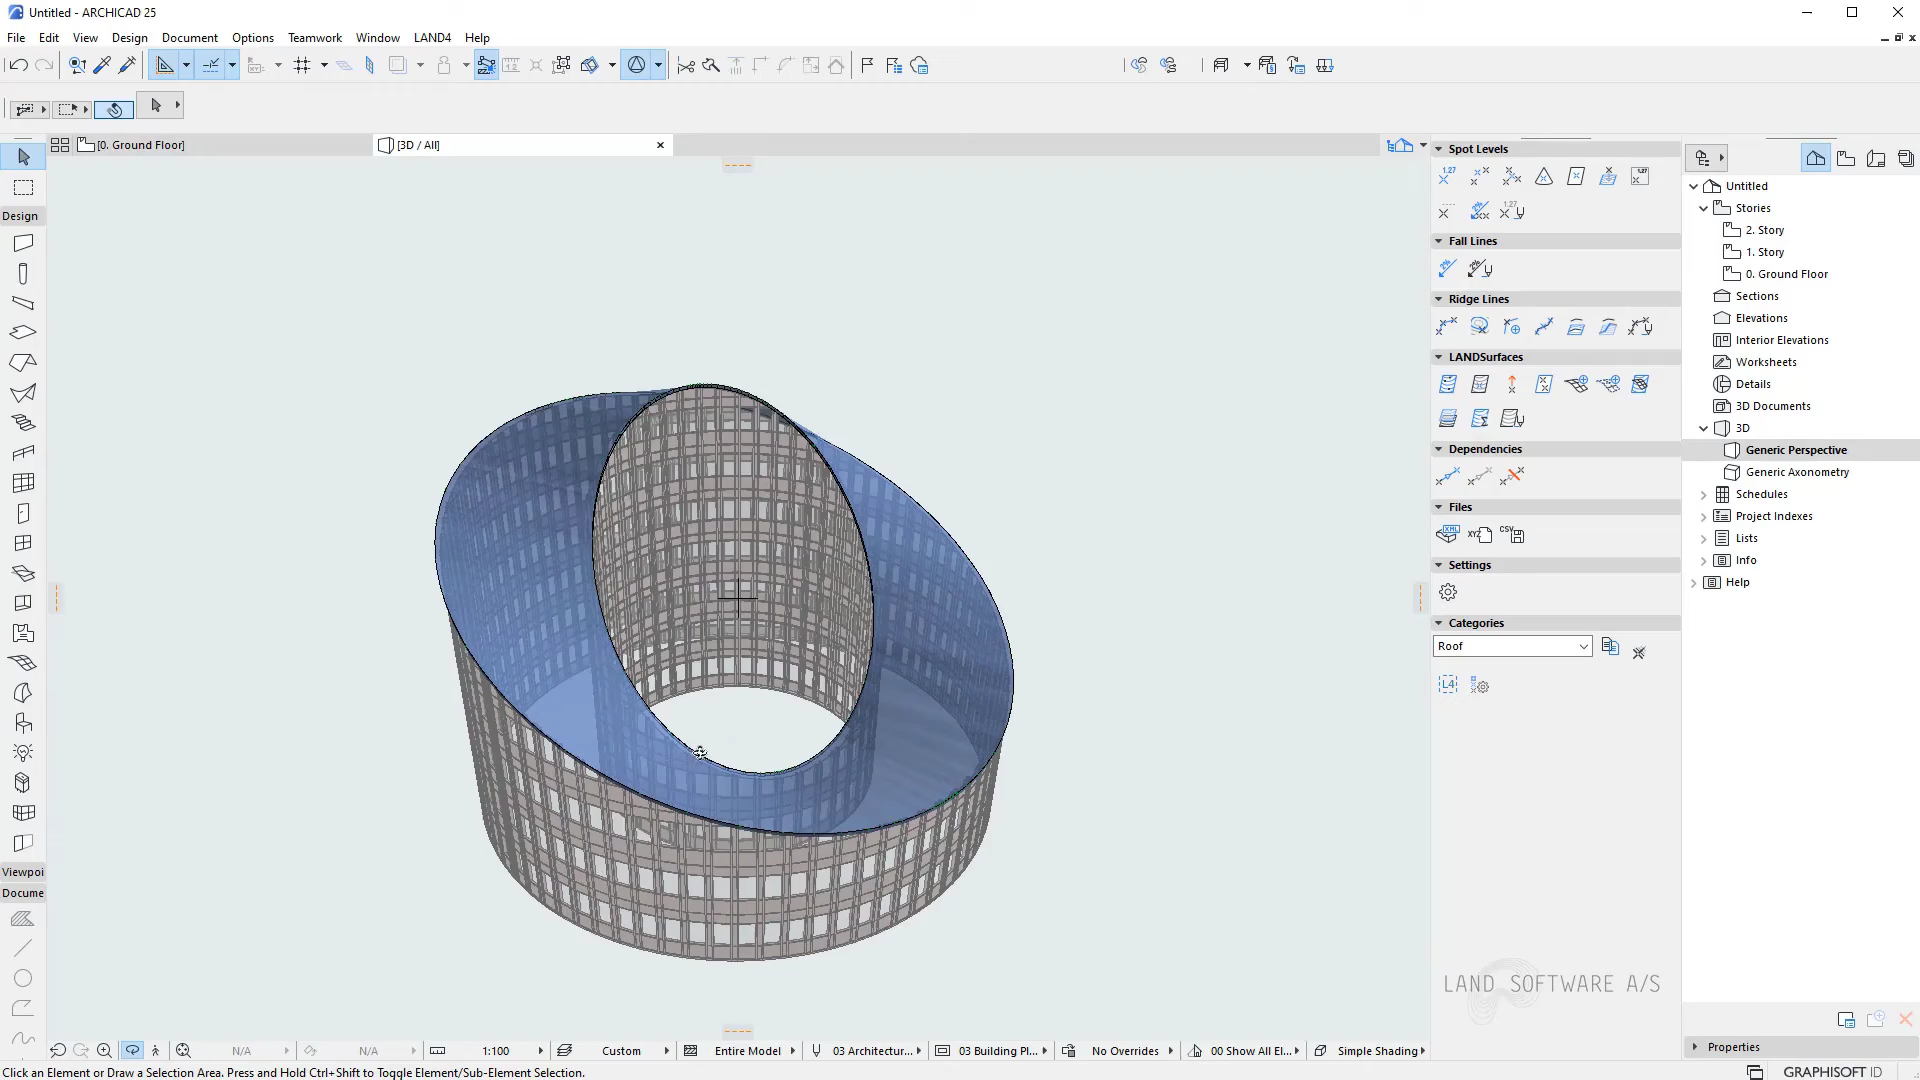 Untitled - ARCHICAD 25
File Edit View Design Document Options Teamwork Window LAND4 Help
[0. Ground Floor]
[3D / All]
Design
Viewpoi
Docume
Spot Levels
Fall Lines
Ridge Lines
LANDSurfaces
Dependencies
Files
Settings
Categories
Roof
LAND SOFTWARE A/S
Untitled
Stories
2. Story
1. Story
0. Ground Floor
Sections
Elevations
Interior Elevations
Worksheets
Details
3D Documents
3D
Generic Perspective
Generic Axonometry
Schedules
Project Indexes
Lists
Info
Help
Properties
N/A N/A 1:100 Custom Entire Model 03 Architectur... 03 Building Pl... No Overrides 00 Show All El... Simple Shading
Click an Element or Draw a Selection Area. Press and Hold Ctrl+Shift to Toggle Element/Sub-Element Selection.
GRAPHISOFT ID